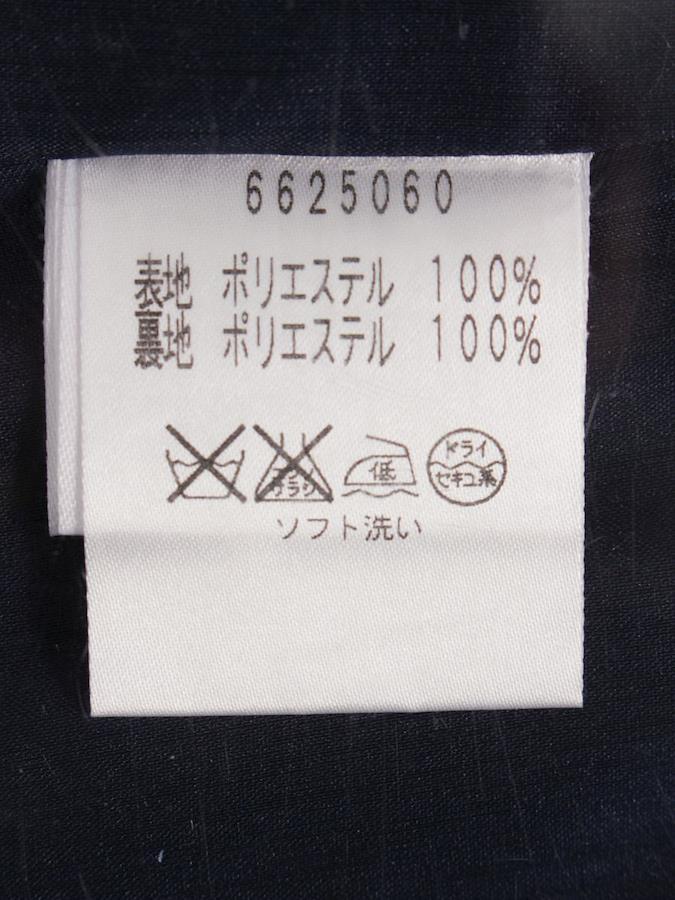 6625060
表地 ポリエステル 100%
裏地 ポリエステル 100%
低
ドライ
セキユ系
ソフト洗い